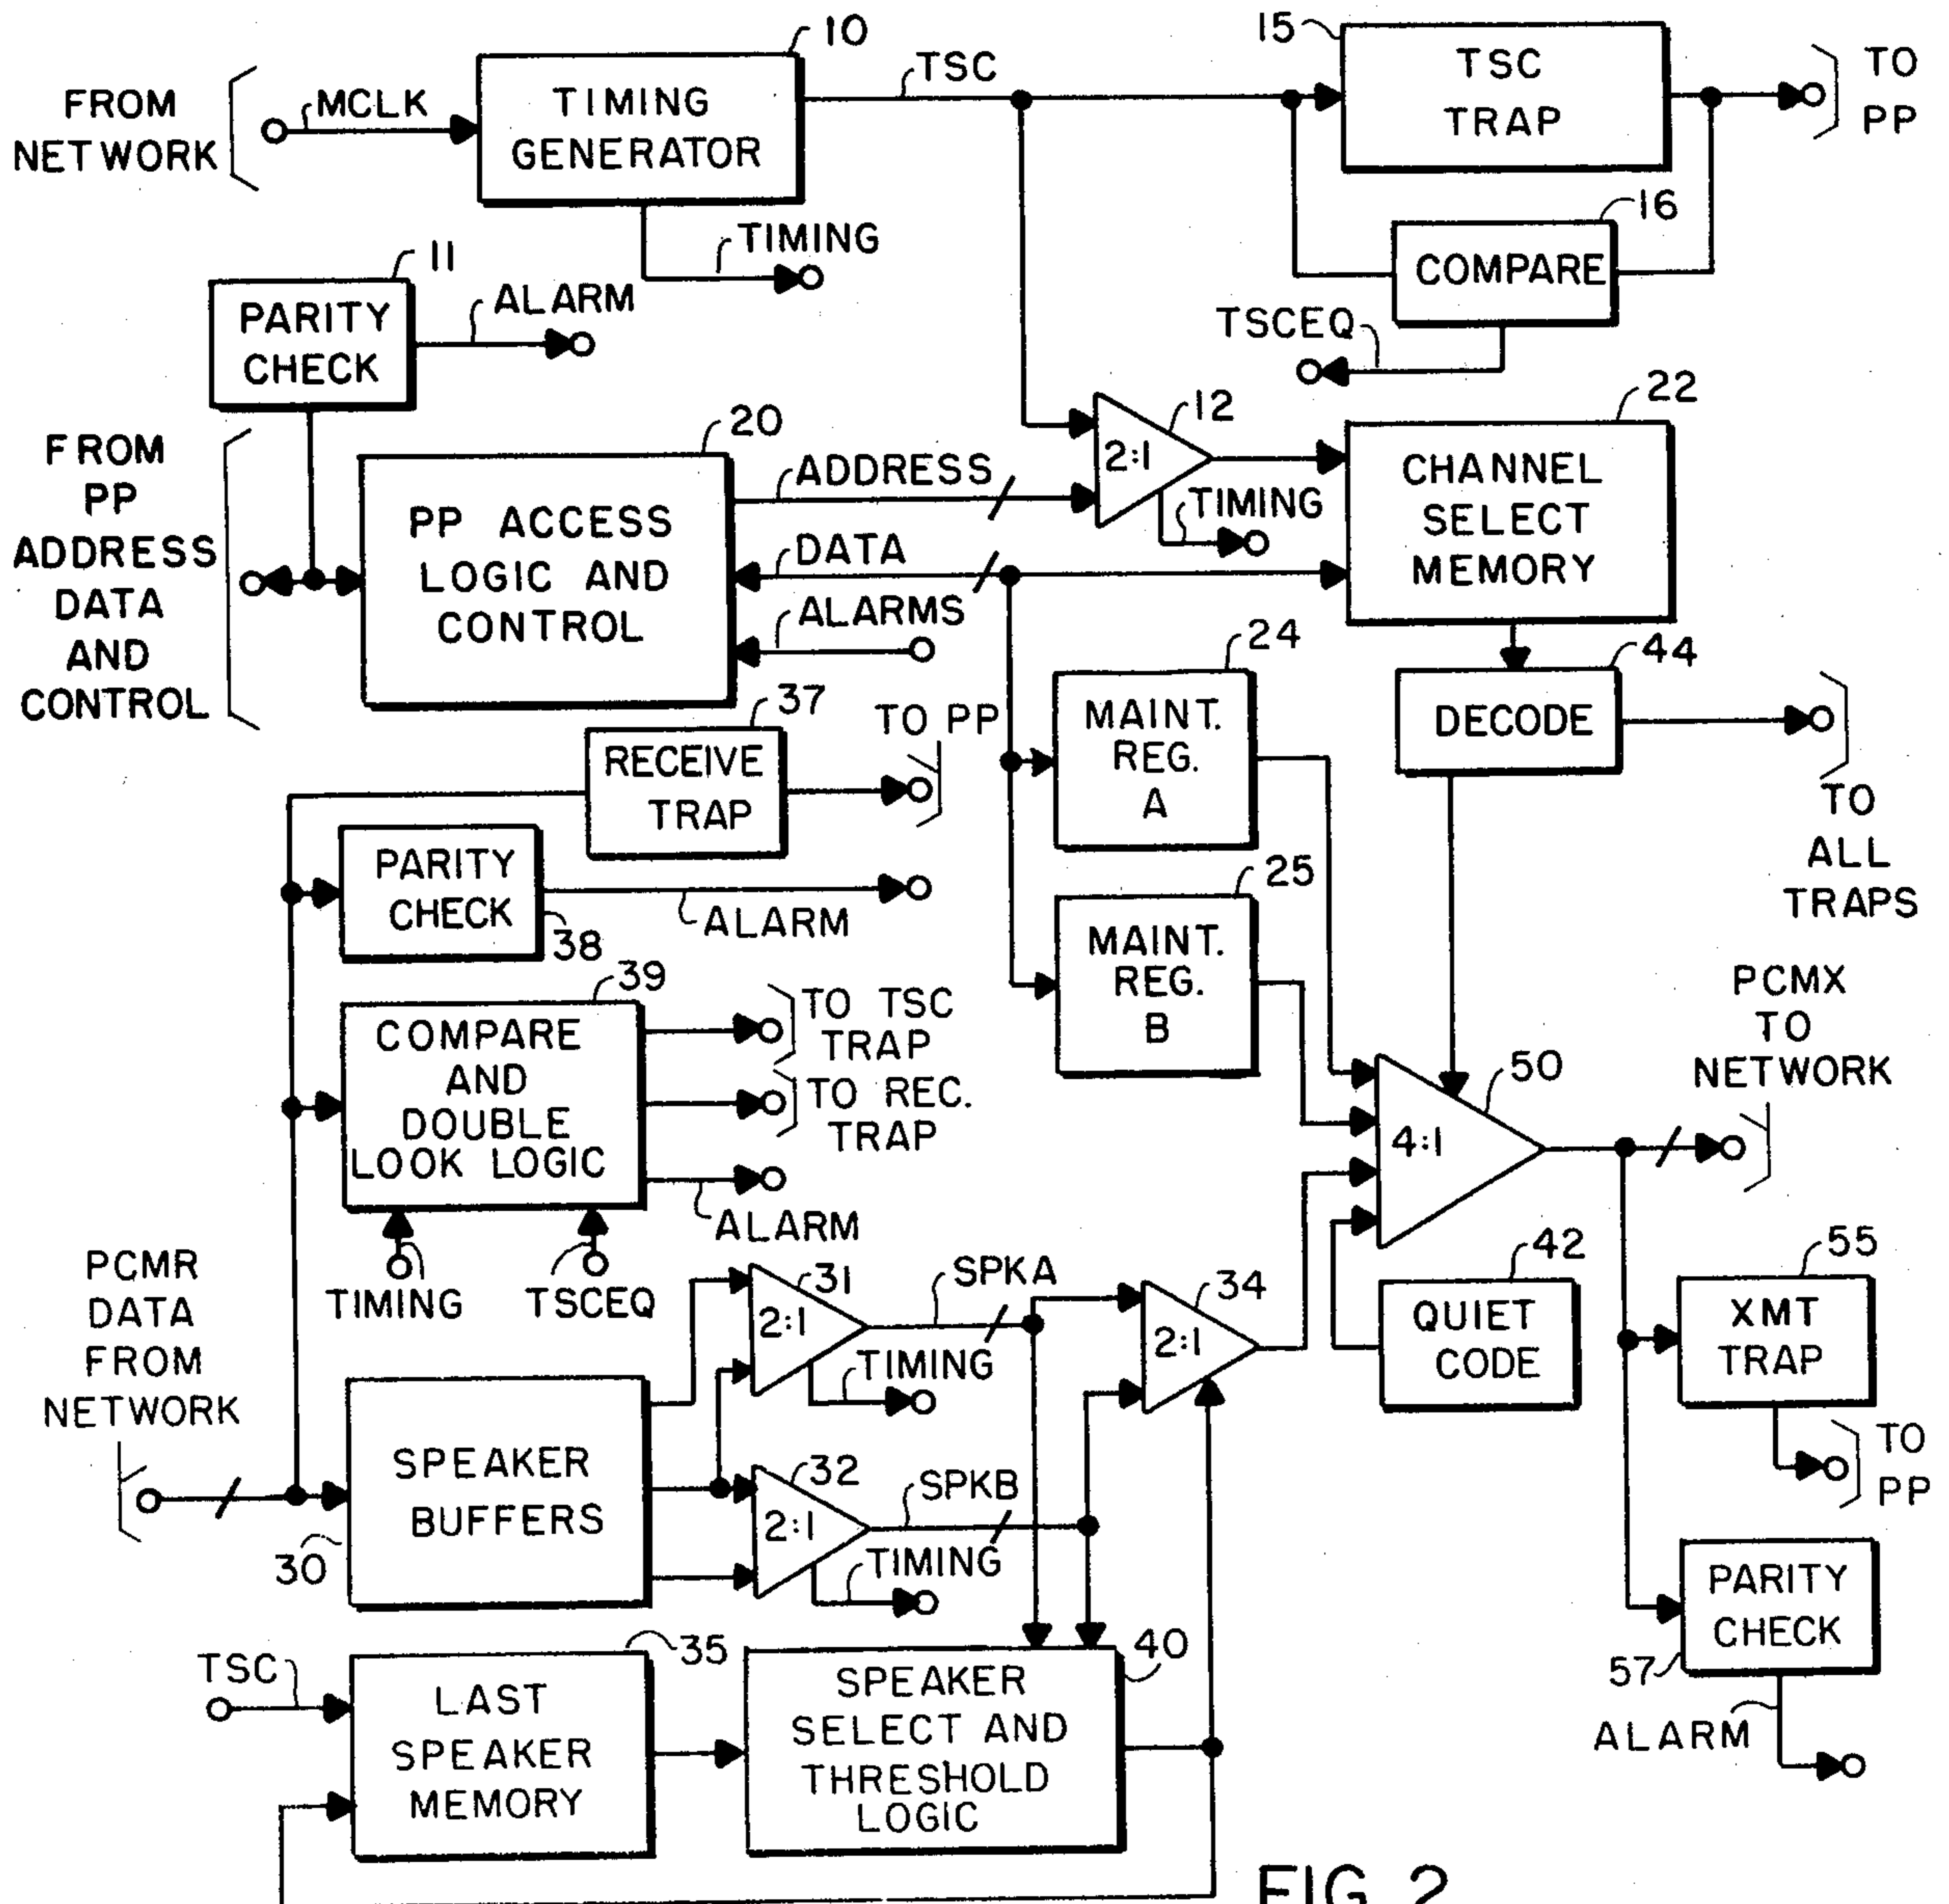 10
15
TSC
TSC
TRAP
TO
PP
FROM
NETWORK
MCLK
TIMING
GENERATOR
16
COMPARE
TIMING
11
ALARM
PARITY
CHECK
TSCEQ
12
22
20
2:1
FROM
PP
ADDRESS
DATA
AND
CONTROL
ADDRESS
PP ACCESS
LOGIC AND
CONTROL
TIMING
CHANNEL
SELECT
MEMORY
DATA
ALARMS
24
44
37
TO PP
MAINT.
REG.
A
DECODE
RECEIVE
TRAP
TO
ALL
TRAPS
PARITY
CHECK
38
ALARM
25
MAINT.
REG.
B
39
COMPARE
AND
DOUBLE
LOOK LOGIC
TO TSC
TRAP
TO REC.
TRAP
ALARM
PCMX
TO
NETWORK
50
4:1
TIMING
TSCEQ
PCMR
DATA
FROM
NETWORK
31
2:1
SPKA
TIMING
34
2:1
42
QUIET
CODE
55
XMT
TRAP
TO
PP
SPEAKER
BUFFERS
30
32
2:1
SPKB
TIMING
PARITY
CHECK
57
ALARM
TSC
35
LAST
SPEAKER
MEMORY
40
SPEAKER
SELECT AND
THRESHOLD
LOGIC
FIG. 2